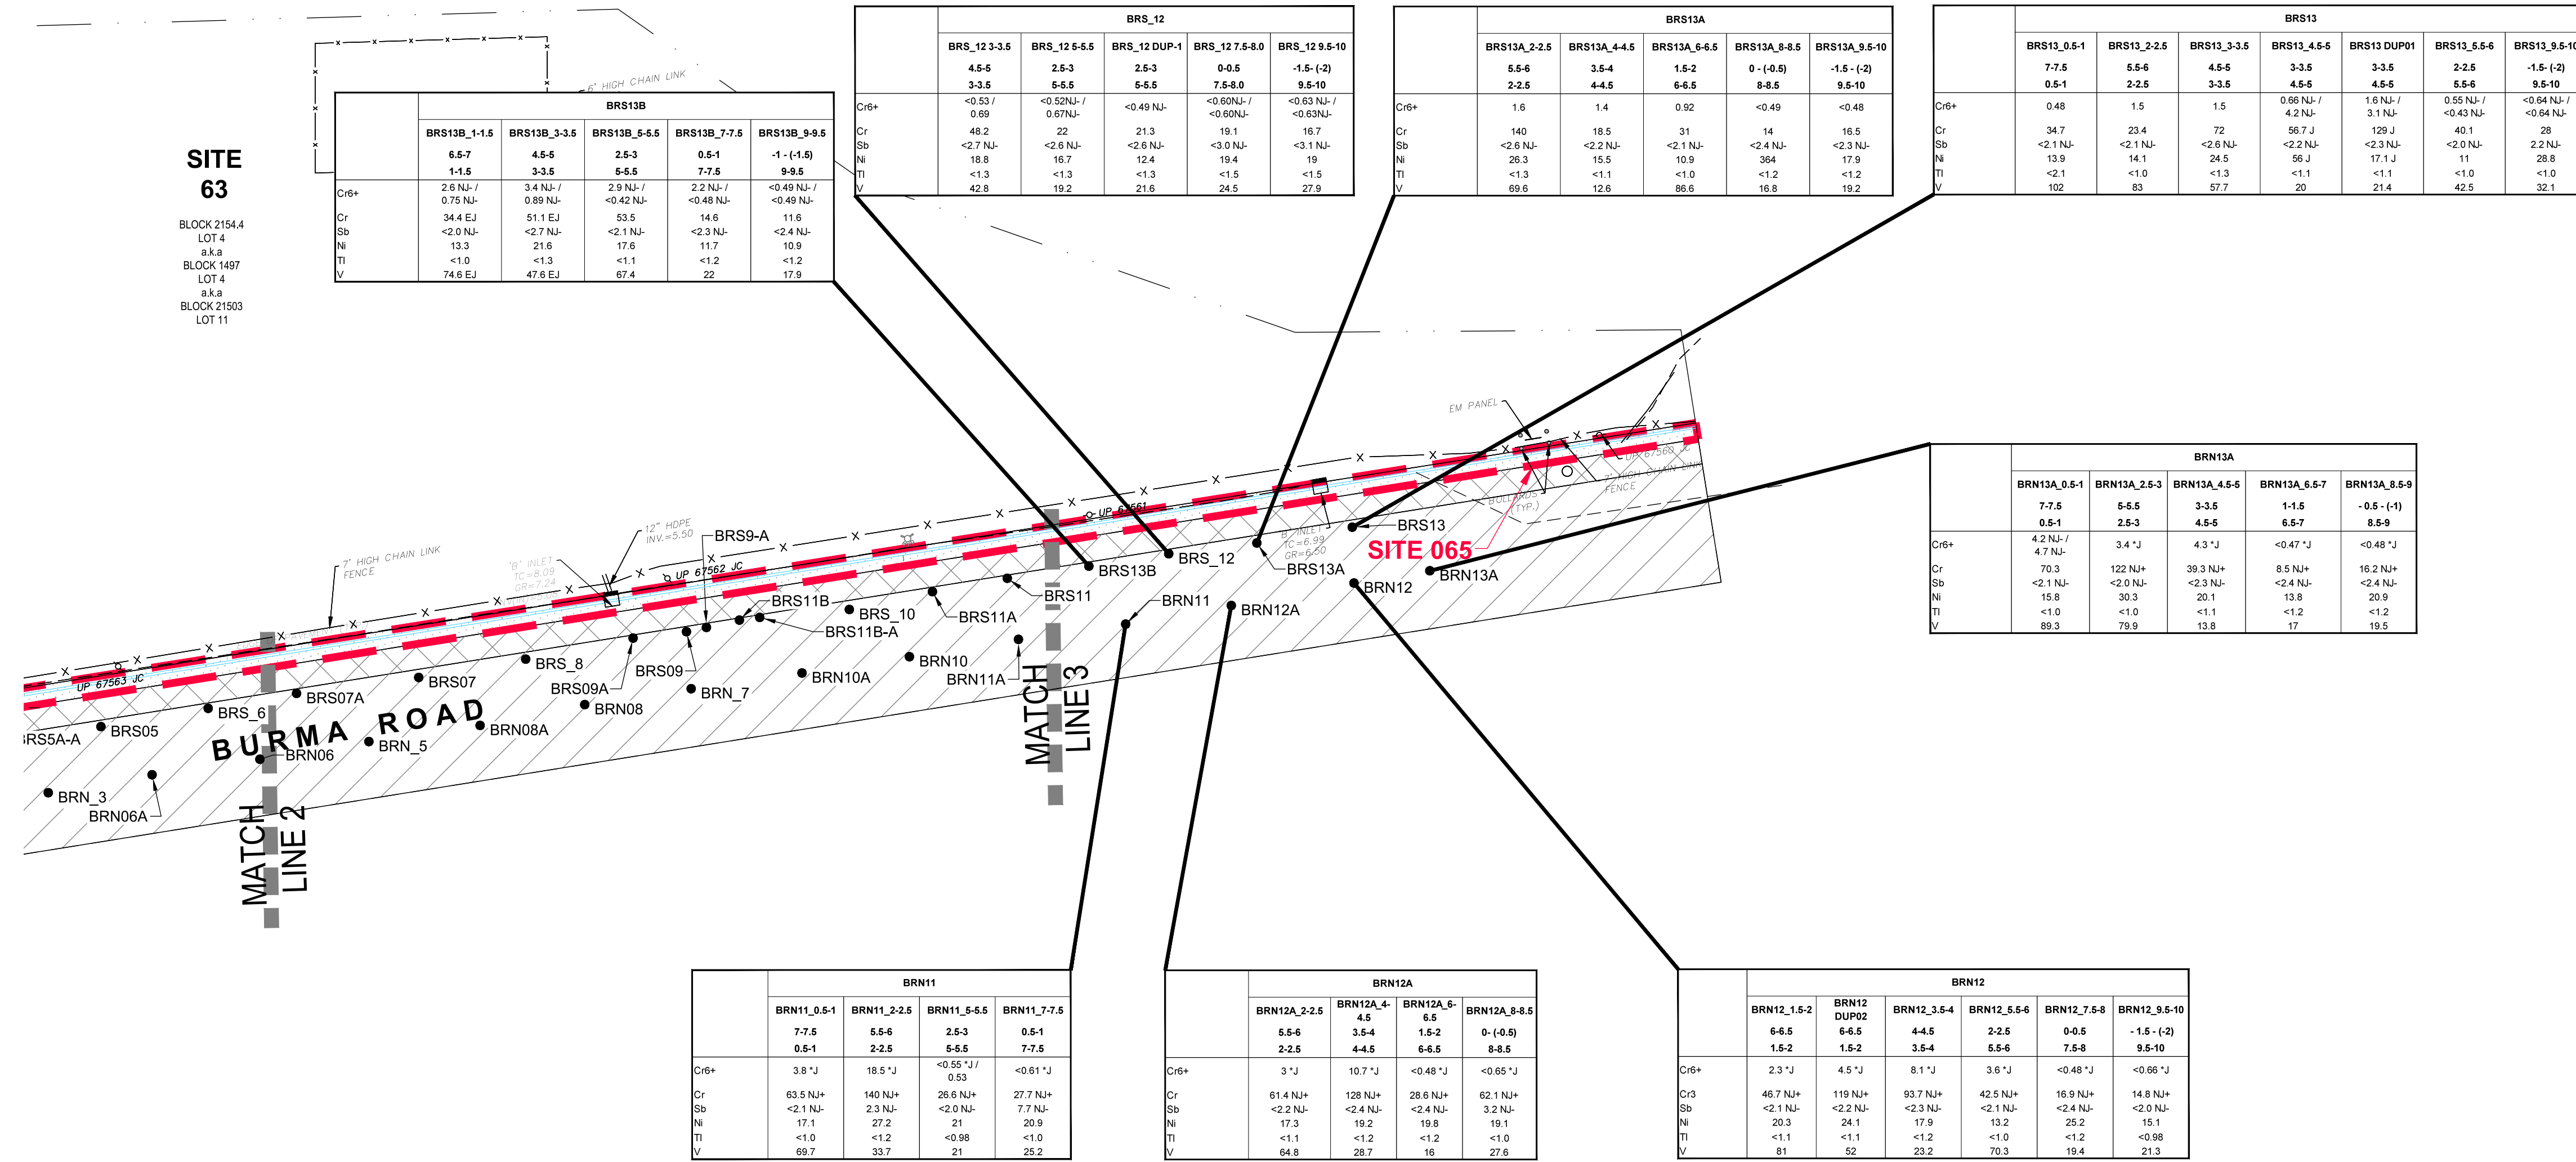 SITE
63
BLOCK 2154.4
LOT 4
a.k.a
BLOCK 1497
LOT 4
a.k.a
BLOCK 21503
LOT 11
6' HIGH CHAIN LINK
BRS13B
BRS13B_1-1.5 BRS13B_3-3.5 BRS13B_5-5.5 BRS13B_7-7.5 BRS13B_9-9.5
6.5-7 4.5-5 2.5-3 0.5-1 -1 - (-1.5)
1-1.5 3-3.5 5-5.5 7-7.5 9-9.5
Cr6+ 2.6 NJ- / 0.75 NJ- 3.4 NJ- / 0.89 NJ- 2.9 NJ- / <0.42 NJ- 2.2 NJ- / <0.48 NJ- <0.49 NJ- / <0.49 NJ-
Cr 34.4 EJ 51.1 EJ 53.5 14.6 11.6
Sb <2.0 NJ- <2.7 NJ- <2.1 NJ- <2.3 NJ- <2.4 NJ-
Ni 13.3 21.6 17.6 11.7 10.9
Tl <1.0 <1.3 <1.1 <1.2 <1.2
V 74.6 EJ 47.6 EJ 67.4 22 17.9
BRS_12
BRS_12 3-3.5 BRS_12 5-5.5 BRS_12 DUP-1 BRS_12 7.5-8.0 BRS_12 9.5-10
4.5-5 2.5-3 2.5-3 0-0.5 -1.5- (-2)
3-3.5 5-5.5 5-5.5 7.5-8.0 9.5-10
Cr6+ <0.53 / 0.69 <0.52NJ- / 0.67NJ- <0.49 NJ- <0.60NJ- / <0.60NJ- <0.63 NJ- / <0.63NJ-
Cr 48.2 22 21.3 19.1 16.7
Sb <2.7 NJ- <2.6 NJ- <2.6 NJ- <3.0 NJ- <3.1 NJ-
Ni 18.8 16.7 12.4 19.4 19
Tl <1.3 <1.3 <1.3 <1.5 <1.5
V 42.8 19.2 21.6 24.5 27.9
BRS13A
BRS13A_2-2.5 BRS13A_4-4.5 BRS13A_6-6.5 BRS13A_8-8.5 BRS13A_9.5-10
5.5-6 3.5-4 1.5-2 0 - (-0.5) -1.5 - (-2)
2-2.5 4-4.5 6-6.5 8-8.5 9.5-10
Cr6+ 1.6 1.4 0.92 <0.49 <0.48
Cr 140 18.5 31 14 16.5
Sb <2.6 NJ- <2.2 NJ- <2.1 NJ- <2.4 NJ- <2.3 NJ-
Ni 26.3 15.5 10.9 364 17.9
Tl <1.3 <1.1 <1.0 <1.2 <1.2
V 69.6 12.6 86.6 16.8 19.2
BRS13
BRS13_0.5-1 BRS13_2-2.5 BRS13_3-3.5 BRS13_4.5-5 BRS13 DUP01 BRS13_5.5-6 BRS13_9.5-10
7-7.5 5.5-6 4.5-5 3-3.5 3-3.5 2-2.5 -1.5- (-2)
0.5-1 2-2.5 3-3.5 4.5-5 4.5-5 5.5-6 9.5-10
Cr6+ 0.48 1.5 1.5 0.66 NJ- / 4.2 NJ- 1.6 NJ- / 3.1 NJ- 0.55 NJ- / <0.43 NJ- <0.64 NJ- / <0.64 NJ-
Cr 34.7 23.4 72 56.7 J 129 J 40.1 28
Sb <2.1 NJ- <2.1 NJ- <2.6 NJ- <2.2 NJ- <2.3 NJ- <2.0 NJ- 2.2 NJ-
Ni 13.9 14.1 24.5 56 J 17.1 J 11 28.8
Tl <2.1 <1.0 <1.3 <1.1 <1.1 <1.0 <1.0
V 102 83 57.7 20 21.4 42.5 32.1
EM PANEL
UP 67560 JC
7' HIGH CHAIN LINK
FENCE
BOLLARDS
(TYP.)
SITE 065
BRN13A
BRN13A_0.5-1 BRN13A_2.5-3 BRN13A_4.5-5 BRN13A_6.5-7 BRN13A_8.5-9
7-7.5 5-5.5 3-3.5 1-1.5 - 0.5 - (-1)
0.5-1 2.5-3 4.5-5 6.5-7 8.5-9
Cr6+ 4.2 NJ- / 4.7 NJ- 3.4 *J 4.3 *J <0.47 *J <0.48 *J
Cr 70.3 122 NJ+ 39.3 NJ+ 8.5 NJ+ 16.2 NJ+
Sb <2.1 NJ- <2.0 NJ- <2.3 NJ- <2.4 NJ- <2.4 NJ-
Ni 15.8 30.3 20.1 13.8 20.9
Tl <1.0 <1.0 <1.1 <1.2 <1.2
V 89.3 79.9 13.8 17 19.5
UP 67561
'B' INLET
TC=6.99
GR=6.50
BRS13
BRS_12
BRS13B
BRS13A
BRN13A
BRN12
BRN12A
BRN11
12" HDPE
INV.=5.50
BRS9-A
7' HIGH CHAIN LINK
FENCE
'B' INLET
TC=8.09
GR=7.24
UP 67562 JC
BRS11B
BRS_10
BRS11A
BRS11
BRS11B-A
BRS_8
BRS09
BRS09A
BRN10
BRN11A
BRN10A
BRN_7
BRN08
UP 67563 JC
BRS07
BRS07A
BRS_6
BRS05
BRS5A-A
BURMA ROAD
BRN08A
BRN_5
BRN06
BRN_3
BRN06A
MATCH
LINE 2
MATCH
LINE 3
BRN11
BRN11_0.5-1 BRN11_2-2.5 BRN11_5-5.5 BRN11_7-7.5
7-7.5 5.5-6 2.5-3 0.5-1
0.5-1 2-2.5 5-5.5 7-7.5
Cr6+ 3.8 *J 18.5 *J <0.55 *J / 0.53 <0.61 *J
Cr 63.5 NJ+ 140 NJ+ 26.6 NJ+ 27.7 NJ+
Sb <2.1 NJ- 2.3 NJ- <2.0 NJ- 7.7 NJ-
Ni 17.1 27.2 21 20.9
Tl <1.0 <1.2 <0.98 <1.0
V 69.7 33.7 21 25.2
BRN12A
BRN12A_2-2.5 BRN12A_4-4.5 BRN12A_6-6.5 BRN12A_8-8.5
5.5-6 3.5-4 1.5-2 0- (-0.5)
2-2.5 4-4.5 6-6.5 8-8.5
Cr6+ 3 *J 10.7 *J <0.48 *J <0.65 *J
Cr 61.4 NJ+ 128 NJ+ 28.6 NJ+ 62.1 NJ+
Sb <2.2 NJ- <2.4 NJ- <2.4 NJ- 3.2 NJ-
Ni 17.3 19.2 19.8 19.1
Tl <1.1 <1.2 <1.2 <1.0
V 64.8 28.7 16 27.6
BRN12
BRN12_1.5-2 BRN12 DUP02 BRN12_3.5-4 BRN12_5.5-6 BRN12_7.5-8 BRN12_9.5-10
6-6.5 6-6.5 4-4.5 2-2.5 0-0.5 - 1.5 - (-2)
1.5-2 1.5-2 3.5-4 5.5-6 7.5-8 9.5-10
Cr6+ 2.3 *J 4.5 *J 8.1 *J 3.6 *J <0.48 *J <0.66 *J
Cr3 46.7 NJ+ 119 NJ+ 93.7 NJ+ 42.5 NJ+ 16.9 NJ+ 14.8 NJ+
Sb <2.1 NJ- <2.2 NJ- <2.3 NJ- <2.1 NJ- <2.4 NJ- <2.0 NJ-
Ni 20.3 24.1 17.9 13.2 25.2 15.1
Tl <1.1 <1.1 <1.2 <1.0 <1.2 <0.98
V 81 52 23.2 70.3 19.4 21.3